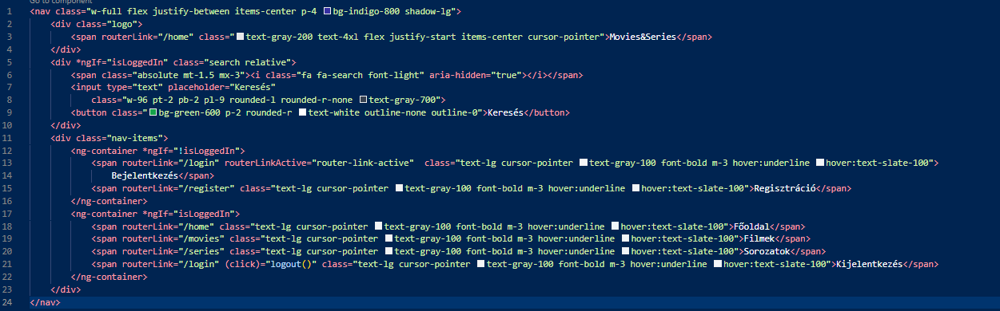 Go to component
1 <nav class="w-full flex justify-between items-center p-4 bg-indigo-800 shadow-lg">
2 <div class="logo">
3 <span routerLink="/home" class="text-gray-200 text-4xl flex justify-start items-center cursor-pointer">Movies&Series</span>
4 </div>
5 <div *ngIf="isLoggedIn" class="search relative">
6 <span class="absolute mt-1.5 mx-3"><i class="fa fa-search font-light" aria-hidden="true"></i></span>
7 <input type="text" placeholder="Keresés"
8 class="w-96 pt-2 pb-2 pl-9 rounded-l rounded-r-none text-gray-700">
9 <button class="bg-green-600 p-2 rounded-r text-white outline-none outline-0">Keresés</button>
10 </div>
11 <div class="nav-items">
12 <ng-container *ngIf="!isLoggedIn">
13 <span routerLink="/login" routerLinkActive="router-link-active"  class="text-lg cursor-pointer text-gray-100 font-bold m-3 hover:underline hover:text-slate-100">
14 Bejelentkezés</span>
15 <span routerLink="/register" class="text-lg cursor-pointer text-gray-100 font-bold m-3 hover:underline hover:text-slate-100">Regisztráció</span>
16 </ng-container>
17 <ng-container *ngIf="isLoggedIn">
18 <span routerLink="/home" class="text-lg cursor-pointer text-gray-100 font-bold m-3 hover:underline hover:text-slate-100">Főoldal</span>
19 <span routerLink="/movies" class="text-lg cursor-pointer text-gray-100 font-bold m-3 hover:underline hover:text-slate-100">Filmek</span>
20 <span routerLink="/series" class="text-lg cursor-pointer text-gray-100 font-bold m-3 hover:underline hover:text-slate-100">Sorozatok</span>
21 <span routerLink="/login" (click)="logout()" class="text-lg cursor-pointer text-gray-100 font-bold m-3 hover:underline hover:text-slate-100">Kijelentkezés</span>
22 </ng-container>
23 </div>
24 </nav>